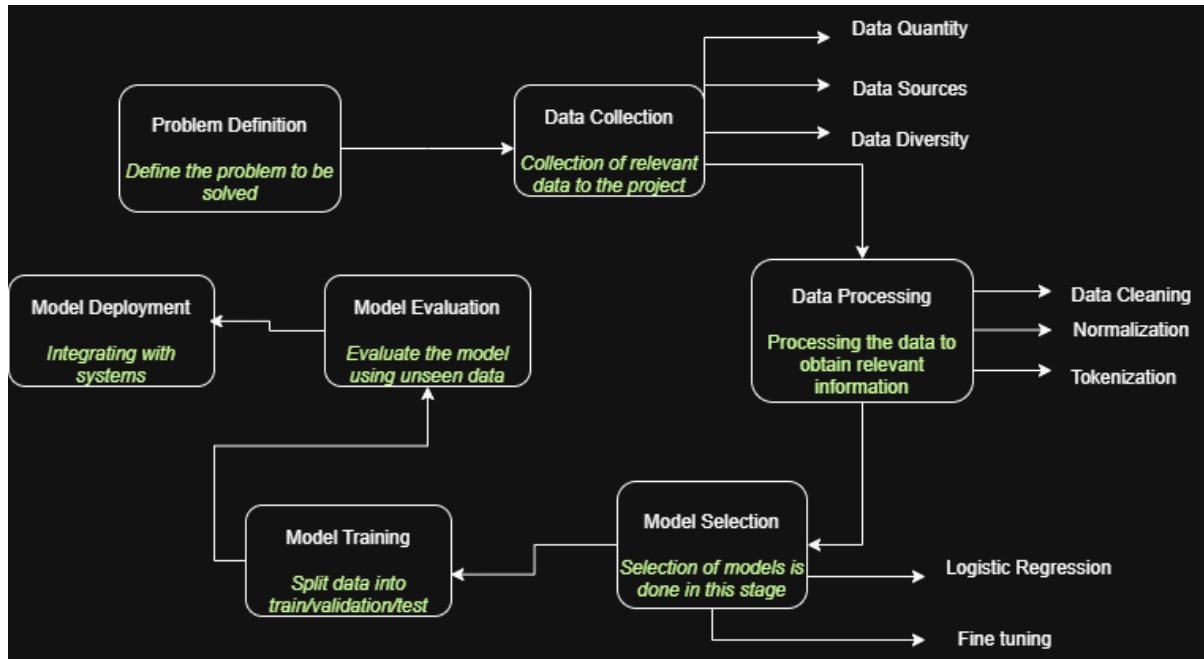 Problem Definition
Define the problem to be
solved
Data Collection
Collection of relevant
data to the project
Data Quantity
Data Sources
Data Diversity
Data Processing
Processing the data to
obtain relevant
information
Data Cleaning
Normalization
Tokenization
Model Selection
Selection of models is
done in this stage
Logistic Regression
Fine tuning
Model Training
Split data into
train/validation/test
Model Evaluation
Evaluate the model
using unseen data
Model Deployment
Integrating with
systems